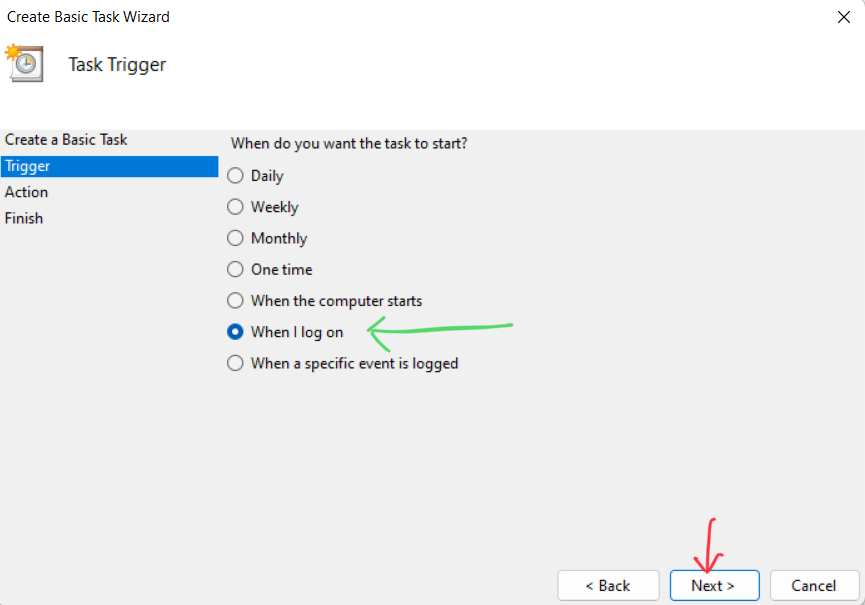 Create Basic Task Wizard
Task Trigger
Create a Basic Task
Trigger
Action
Finish
When do you want the task to start?
Daily
Weekly
Monthly
One time
When the computer starts
When I log on
When a specific event is logged
< Back
Next >
Cancel